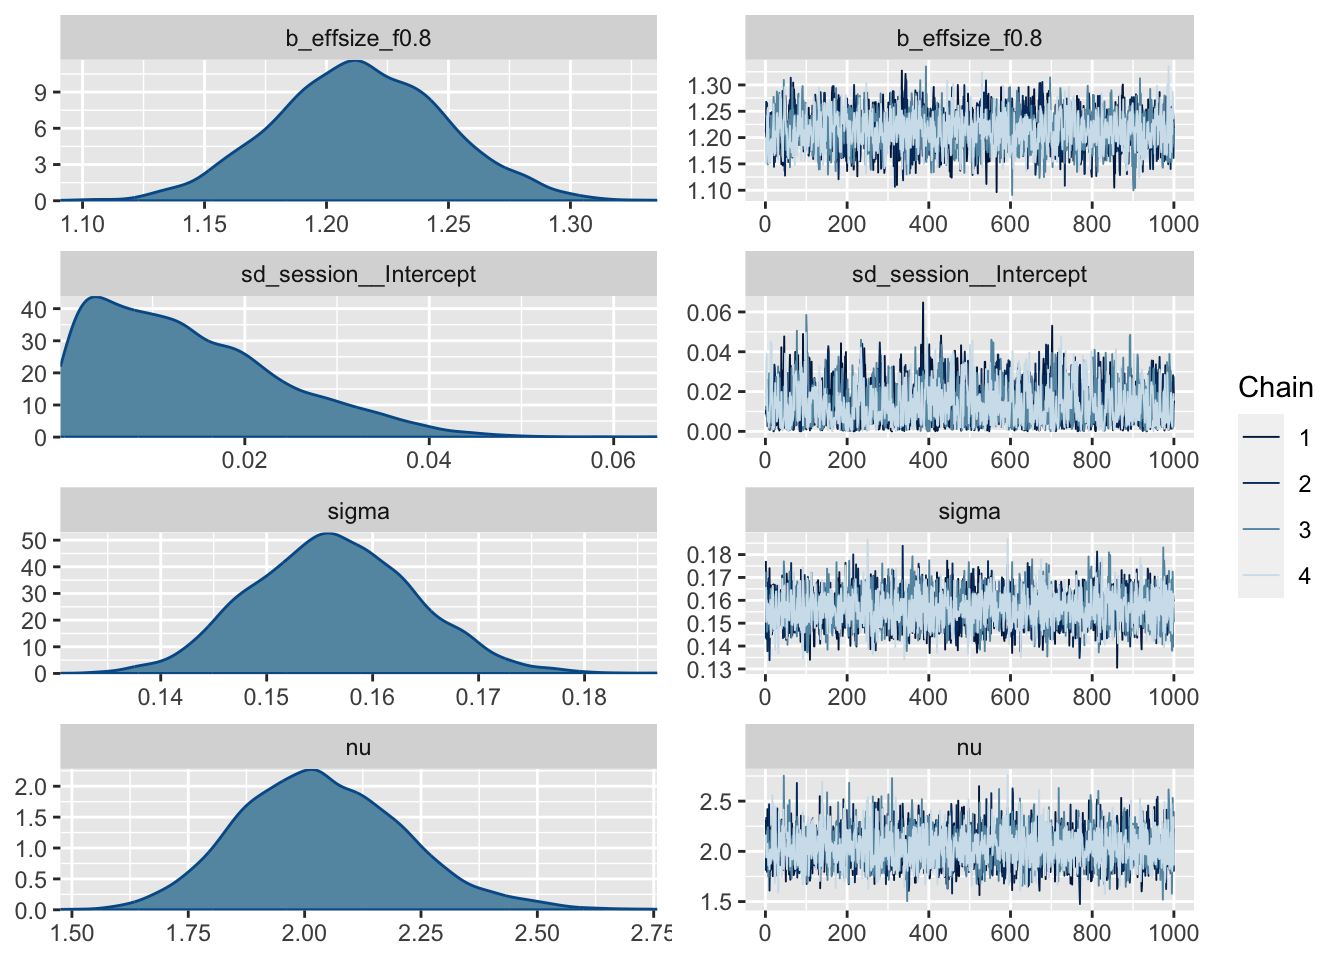 b_effsize_f0.8
9
6
3
0
1.10 1.15 1.20 1.25 1.30
b_effsize_f0.8
1.30
1.25
1.20
1.15
1.10
0 200 400 600 800 1000
sd_session__Intercept
40
30
20
10
0
0.02 0.04 0.06
sd_session__Intercept
0.06
0.04
0.02
0.00
0 200 400 600 800 1000
sigma
50
40
30
20
10
0
0.14 0.15 0.16 0.17 0.18
sigma
0.18
0.17
0.16
0.15
0.14
0.13
0 200 400 600 800 1000
nu
2.0
1.5
1.0
0.5
0.0
1.50 1.75 2.00 2.25 2.50 2.75
nu
2.5
2.0
1.5
0 200 400 600 800 1000
Chain
1
2
3
4